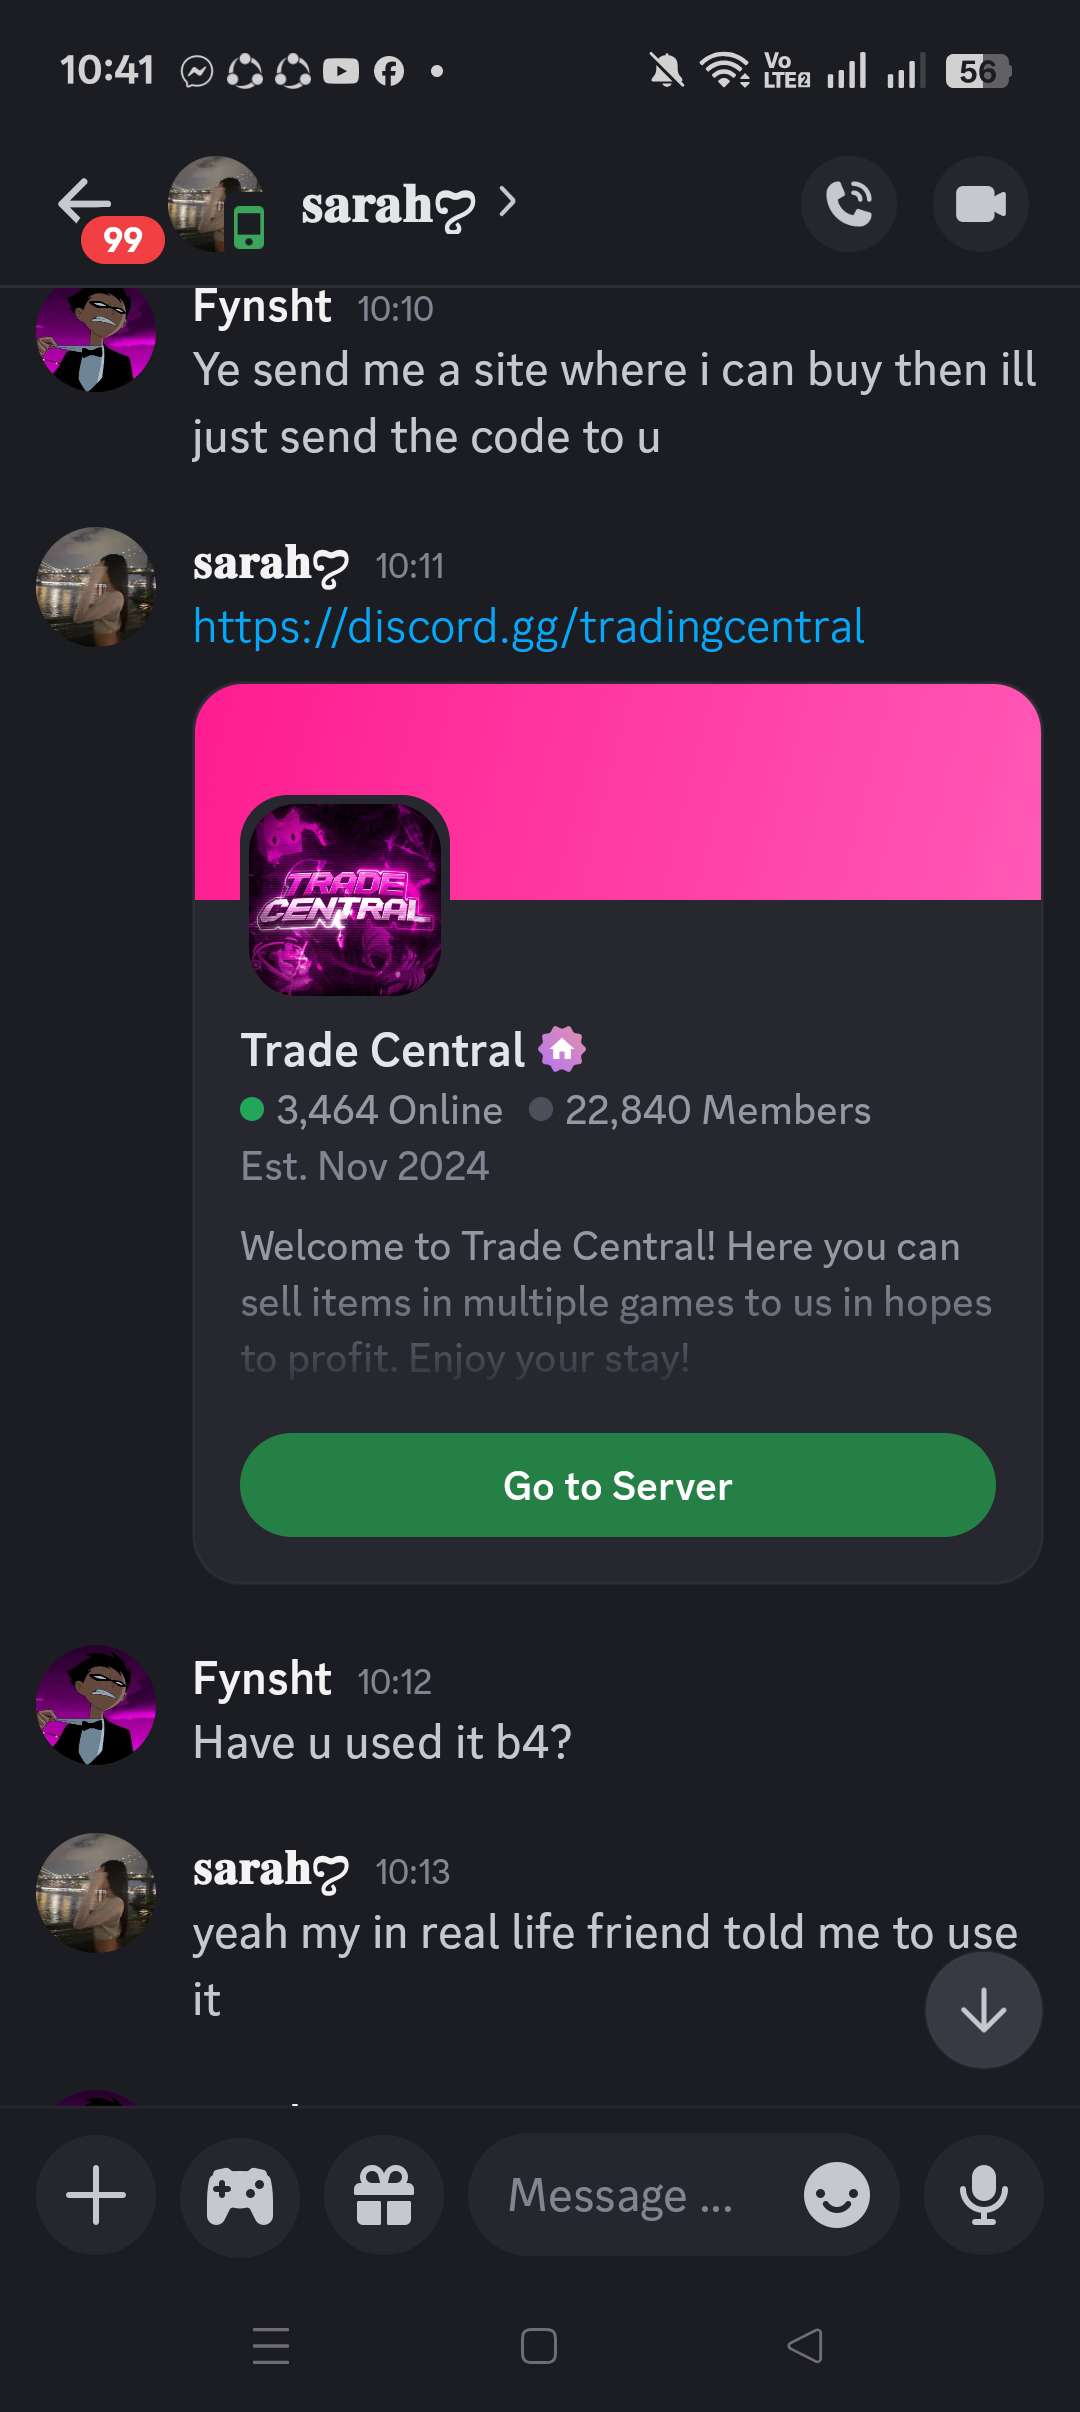 10:41
Vo
LTE2
56
99
sarahღ
Fynsht 10:10
Ye send me a site where i can buy then ill
just send the code to u
sarahღ 10:11
https://discord.gg/tradingcentral
TRADE
CENTRAL
Trade Central
3,464 Online 22,840 Members
Est. Nov 2024
Welcome to Trade Central! Here you can
sell items in multiple games to us in hopes
to profit. Enjoy your stay!
Go to Server
Fynsht 10:12
Have u used it b4?
sarahღ 10:13
yeah my in real life friend told me to use
it
Message ...